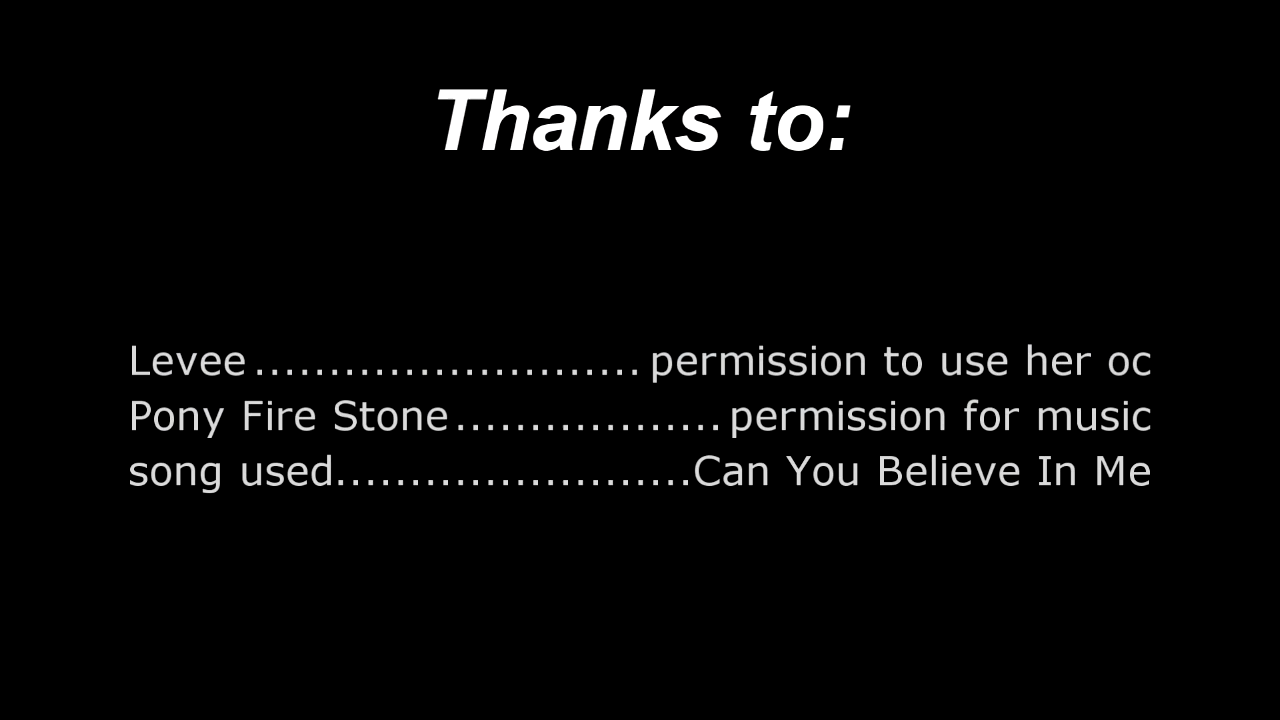 Thanks to:
Levee.......................... permission to use her oc
Pony Fire Stone.................. permission for music
song used........................Can You Believe In Me